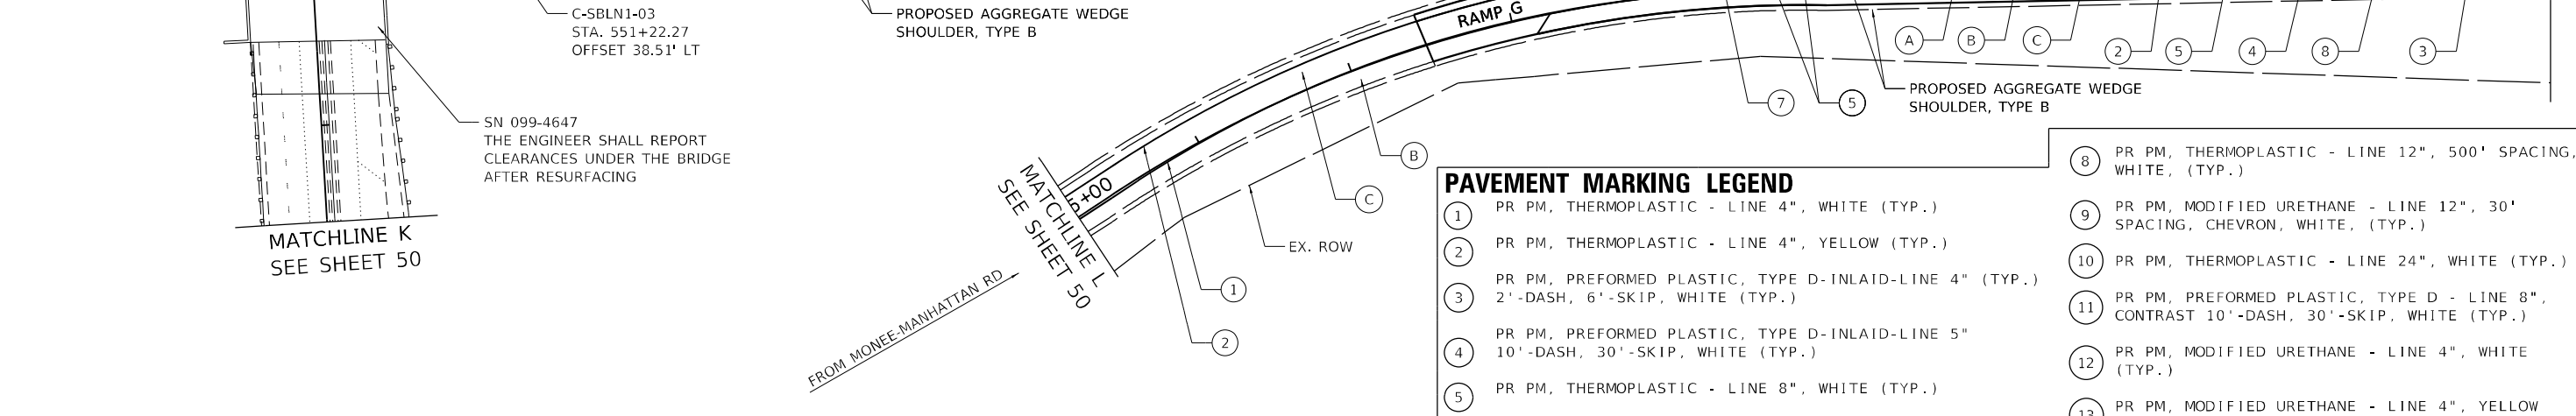 C-SBLN1-03
STA. 551+22.27
OFFSET 38.51' LT
SN 099-4647
THE ENGINEER SHALL REPORT
CLEARANCES UNDER THE BRIDGE
AFTER RESURFACING
MATCHLINE K
SEE SHEET 50
PROPOSED AGGREGATE WEDGE
SHOULDER, TYPE B
RAMP G
MATCHLINE L
SEE SHEET 50
5+00
FROM MONEE-MANHATTAN RD
EX. ROW
1
2
B
C
7
5
A
B
C
2
5
4
8
3
PROPOSED AGGREGATE WEDGE
SHOULDER, TYPE B
PAVEMENT MARKING LEGEND
1 PR PM, THERMOPLASTIC - LINE 4", WHITE (TYP.)
2 PR PM, THERMOPLASTIC - LINE 4", YELLOW (TYP.)
3 PR PM, PREFORMED PLASTIC, TYPE D-INLAID-LINE 4" (TYP.)
2'-DASH, 6'-SKIP, WHITE (TYP.)
4 PR PM, PREFORMED PLASTIC, TYPE D-INLAID-LINE 5"
10'-DASH, 30'-SKIP, WHITE (TYP.)
5 PR PM, THERMOPLASTIC - LINE 8", WHITE (TYP.)
8 PR PM, THERMOPLASTIC - LINE 12", 500' SPACING,
WHITE, (TYP.)
9 PR PM, MODIFIED URETHANE - LINE 12", 30'
SPACING, CHEVRON, WHITE, (TYP.)
10 PR PM, THERMOPLASTIC - LINE 24", WHITE (TYP.)
11 PR PM, PREFORMED PLASTIC, TYPE D - LINE 8",
CONTRAST 10'-DASH, 30'-SKIP, WHITE (TYP.)
12 PR PM, MODIFIED URETHANE - LINE 4", WHITE
(TYP.)
13 PR PM, MODIFIED URETHANE - LINE 4", YELLOW